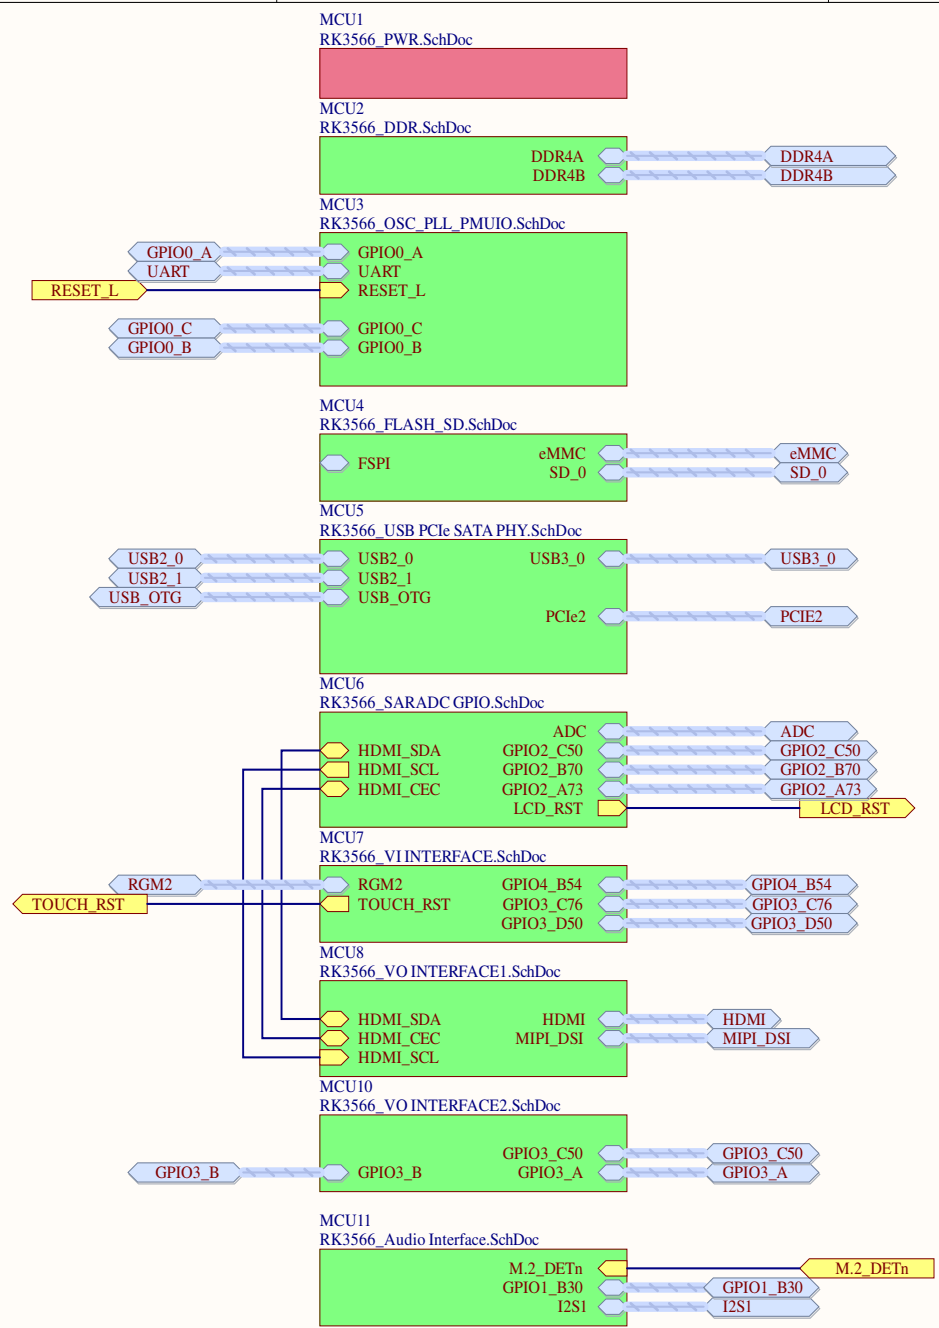 MCU1
RK3566_PWR.SchDoc
MCU2
RK3566_DDR.SchDoc
DDR4A DDR4A
DDR4B DDR4B
MCU3
RK3566_OSC_PLL_PMUIO.SchDoc
GPIO0_A GPIO0_A
UART UART
RESET_L RESET_L
GPIO0_C GPIO0_C
GPIO0_B GPIO0_B
MCU4
RK3566_FLASH_SD.SchDoc
eMMC eMMC
FSPI
SD_0 SD_0
MCU5
RK3566_USB PCIe SATA PHY.SchDoc
USB2_0 USB2_0 USB3_0 USB3_0
USB2_1 USB2_1
USB_OTG USB_OTG
PCIe2 PCIE2
MCU6
RK3566_SARADC GPIO.SchDoc
ADC ADC
HDMI_SDA GPIO2_C50 GPIO2_C50
HDMI_SCL GPIO2_B70 GPIO2_B70
HDMI_CEC GPIO2_A73 GPIO2_A73
LCD_RST LCD_RST
MCU7
RK3566_VI INTERFACE.SchDoc
RGM2 RGM2 GPIO4_B54 GPIO4_B54
TOUCH_RST TOUCH_RST GPIO3_C76 GPIO3_C76
GPIO3_D50 GPIO3_D50
MCU8
RK3566_VO INTERFACE1.SchDoc
HDMI_SDA HDMI HDMI
HDMI_CEC MIPI_DSI MIPI_DSI
HDMI_SCL
MCU10
RK3566_VO INTERFACE2.SchDoc
GPIO3_C50 GPIO3_C50
GPIO3_B GPIO3_B GPIO3_A GPIO3_A
MCU11
RK3566_Audio Interface.SchDoc
M.2_DETn M.2_DETn
GPIO1_B30 GPIO1_B30
I2S1 I2S1